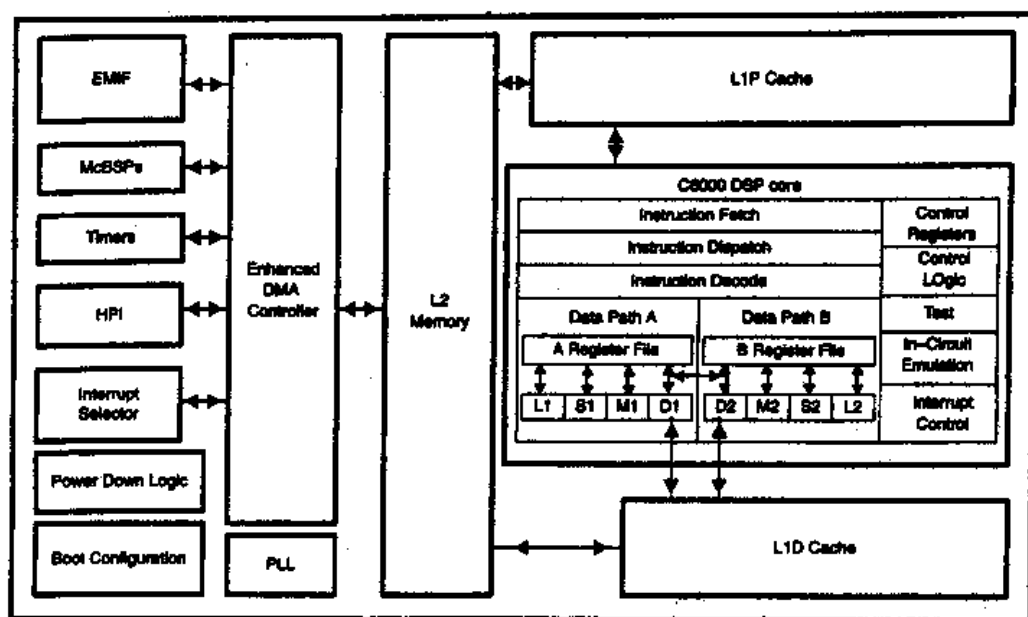 EMIF
McBSPs
Timers
HPI
Interrupt
Selector
Power Down Logic
Boot Configuration
Enhanced
DMA
Controller
PLL
L2
Memory
L1P Cache
C6000 DSP core
Instruction Fetch
Instruction Dispatch
Instruction Decode
Data Path A
Data Path B
A Register File
B Register File
L1 S1 M1 D1
D2 M2 S2 L2
Control
Registers
Control
LOgic
Test
In-Circuit
Emulation
Interrupt
Control
L1D Cache